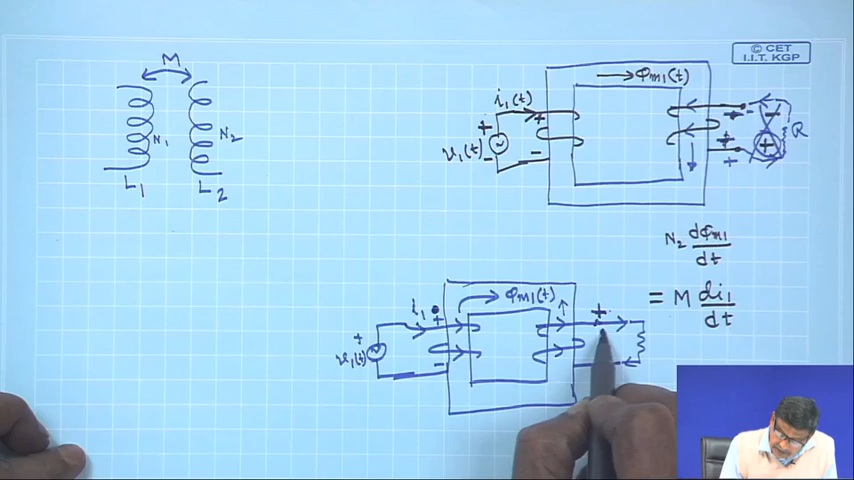 © CET
I.I.T. KGP
M
N₁
N₂
L₁
L₂
i₁(t)
ϕm₁(t)
+
v₁(t)
+
-
-
-
+
+
R
N₂ dϕm₁/dt
= M di₁/dt
i₁
ϕm₁(t)
+
+
+
v₁(t)
-